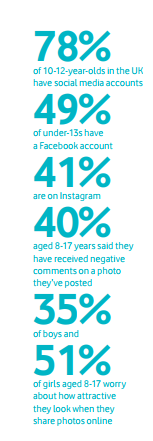 78%
of 10-12-year-olds in the UK
have social media accounts
49%
of under-13s have
a Facebook account
41%
are on Instagram
40%
aged 8-17 years said they
have received negative
comments on a photo
they've posted
35%
of boys and
51%
of girls aged 8-17 worry
about how attractive
they look when they
share photos online